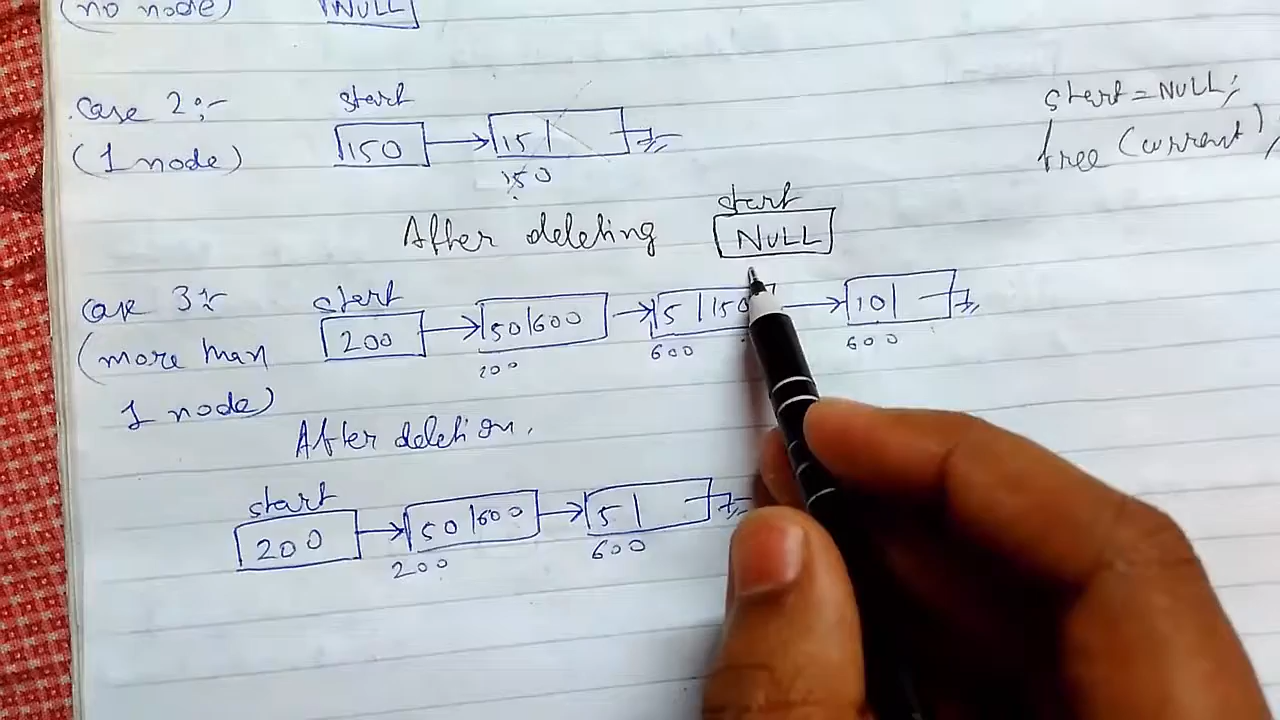 (no node) NULL
Case 2:-
(1 node)
start
150
15
150
start = NULL;
free (current);
After deleting
start
NULL
case 3:-
(more than
1 node)
start
200
50 600
200
5 150
600
10
600
After deletion.
start
200
50 600
200
5
600